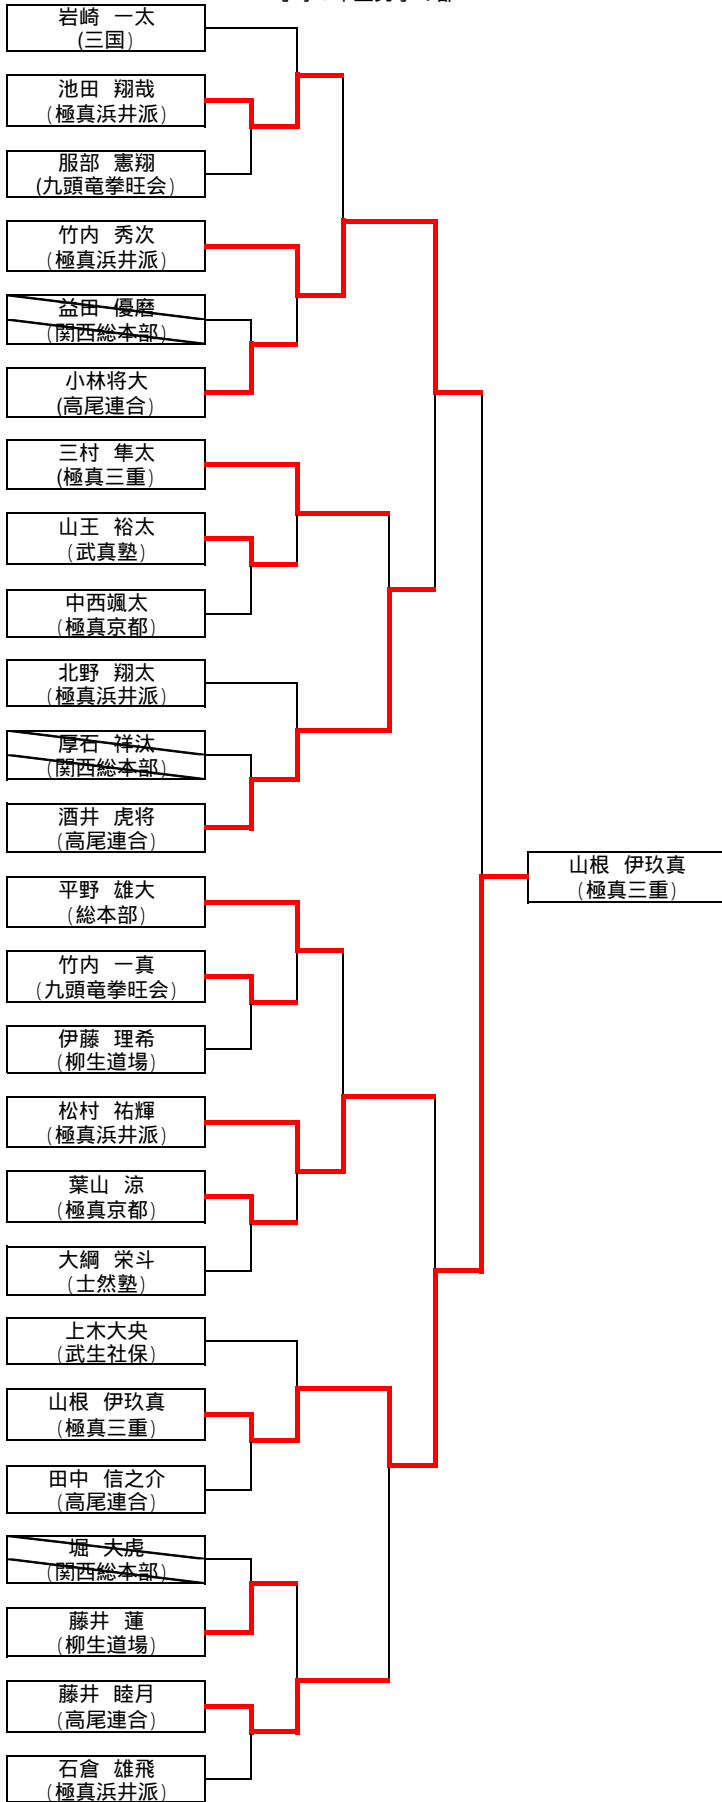 岩崎 一太
(三国)
池田 翔哉
(極真浜井派)
服部 憲翔
(九頭竜拳旺会)
竹内 秀次
(極真浜井派)
益田 優磨
(関西総本部)
小林将大
(高尾連合)
三村 隼太
(極真三重)
山王 裕太
(武真塾)
中西颯太
(極真京都)
北野 翔太
(極真浜井派)
厚石 祥汰
(関西総本部)
酒井 虎将
(高尾連合)
平野 雄大
(総本部)
山根 伊玖真
(極真三重)
竹内 一真
(九頭竜拳旺会)
伊藤 理希
(柳生道場)
松村 祐輝
(極真浜井派)
葉山 涼
(極真京都)
大綱 栄斗
(士然塾)
上木大央
(武生社保)
山根 伊玖真
(極真三重)
田中 信之介
(高尾連合)
堀 大虎
(関西総本部)
藤井 蓮
(柳生道場)
藤井 睦月
(高尾連合)
石倉 雄飛
(極真浜井派)